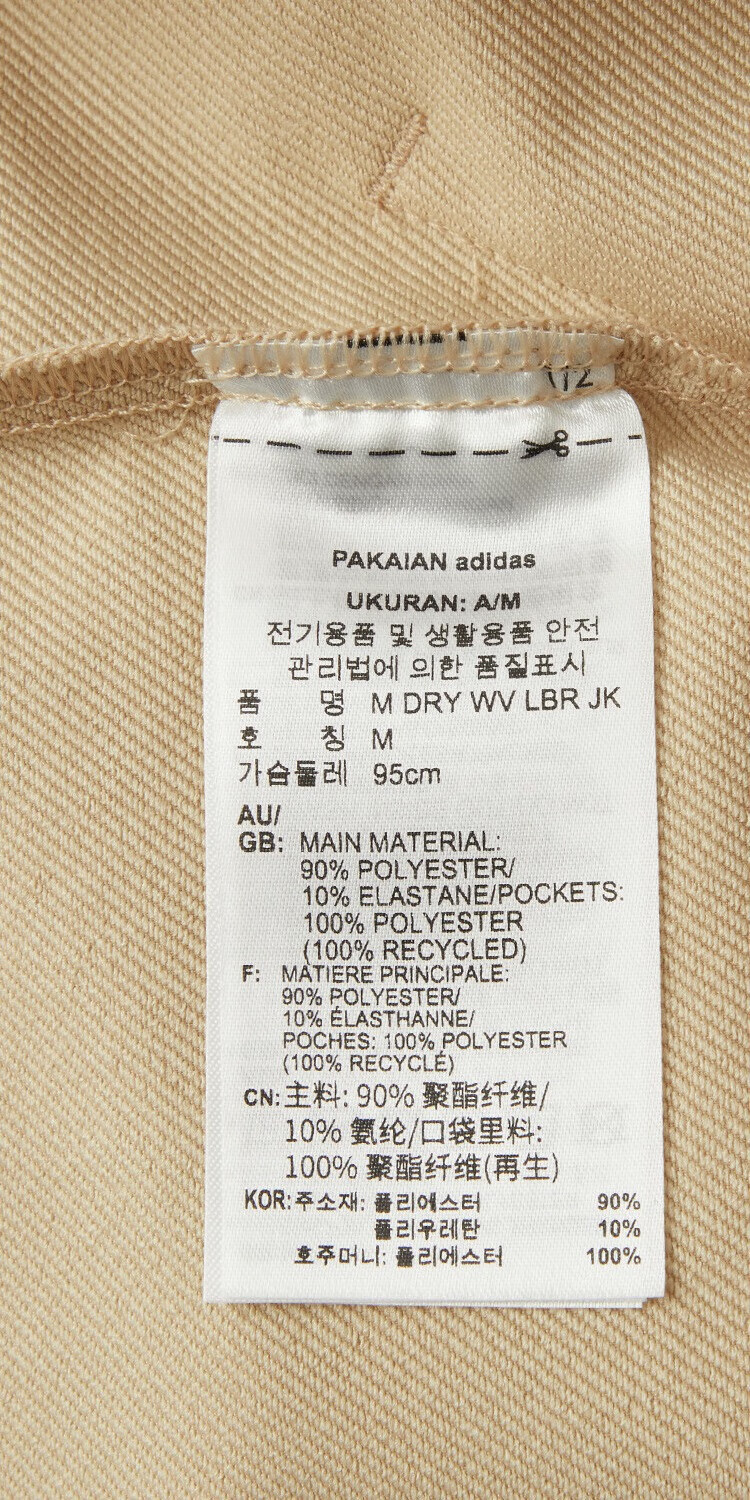 PAKAIAN adidas
UKURAN: A/M
전기용품 및 생활용품 안전
관리법에 의한 품질표시
품 명 M DRY WV LBR JK
호 칭 M
가슴둘레 95cm
AU/
GB: MAIN MATERIAL:
90% POLYESTER/
10% ELASTANE/POCKETS:
100% POLYESTER
(100% RECYCLED)
F: MATIERE PRINCIPALE:
90% POLYESTER/
10% ÉLASTHANNE/
POCHES: 100% POLYESTER
(100% RECYCLÉ)
CN: 主料: 90% 聚酯纤维/
10% 氨纶/口袋里料:
100% 聚酯纤维(再生)
KOR: 주소재: 폴리에스터 90%
폴리우레탄 10%
호주머니: 폴리에스터 100%